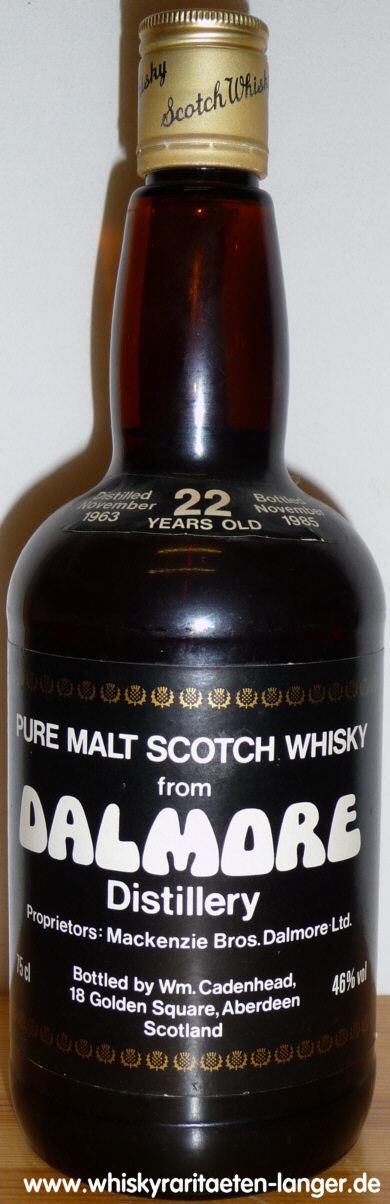 isky Scotch Whisk
Distilled
November
1963
22
YEARS OLD
Bottled
November
1985
PURE MALT SCOTCH WHISKY
from
DALMORE
Distillery
Proprietors: Mackenzie Bros. Dalmore Ltd.
75cl
Bottled by Wm. Cadenhead,
18 Golden Square, Aberdeen
Scotland
46% vol
www.whiskyraritaeten-langer.de